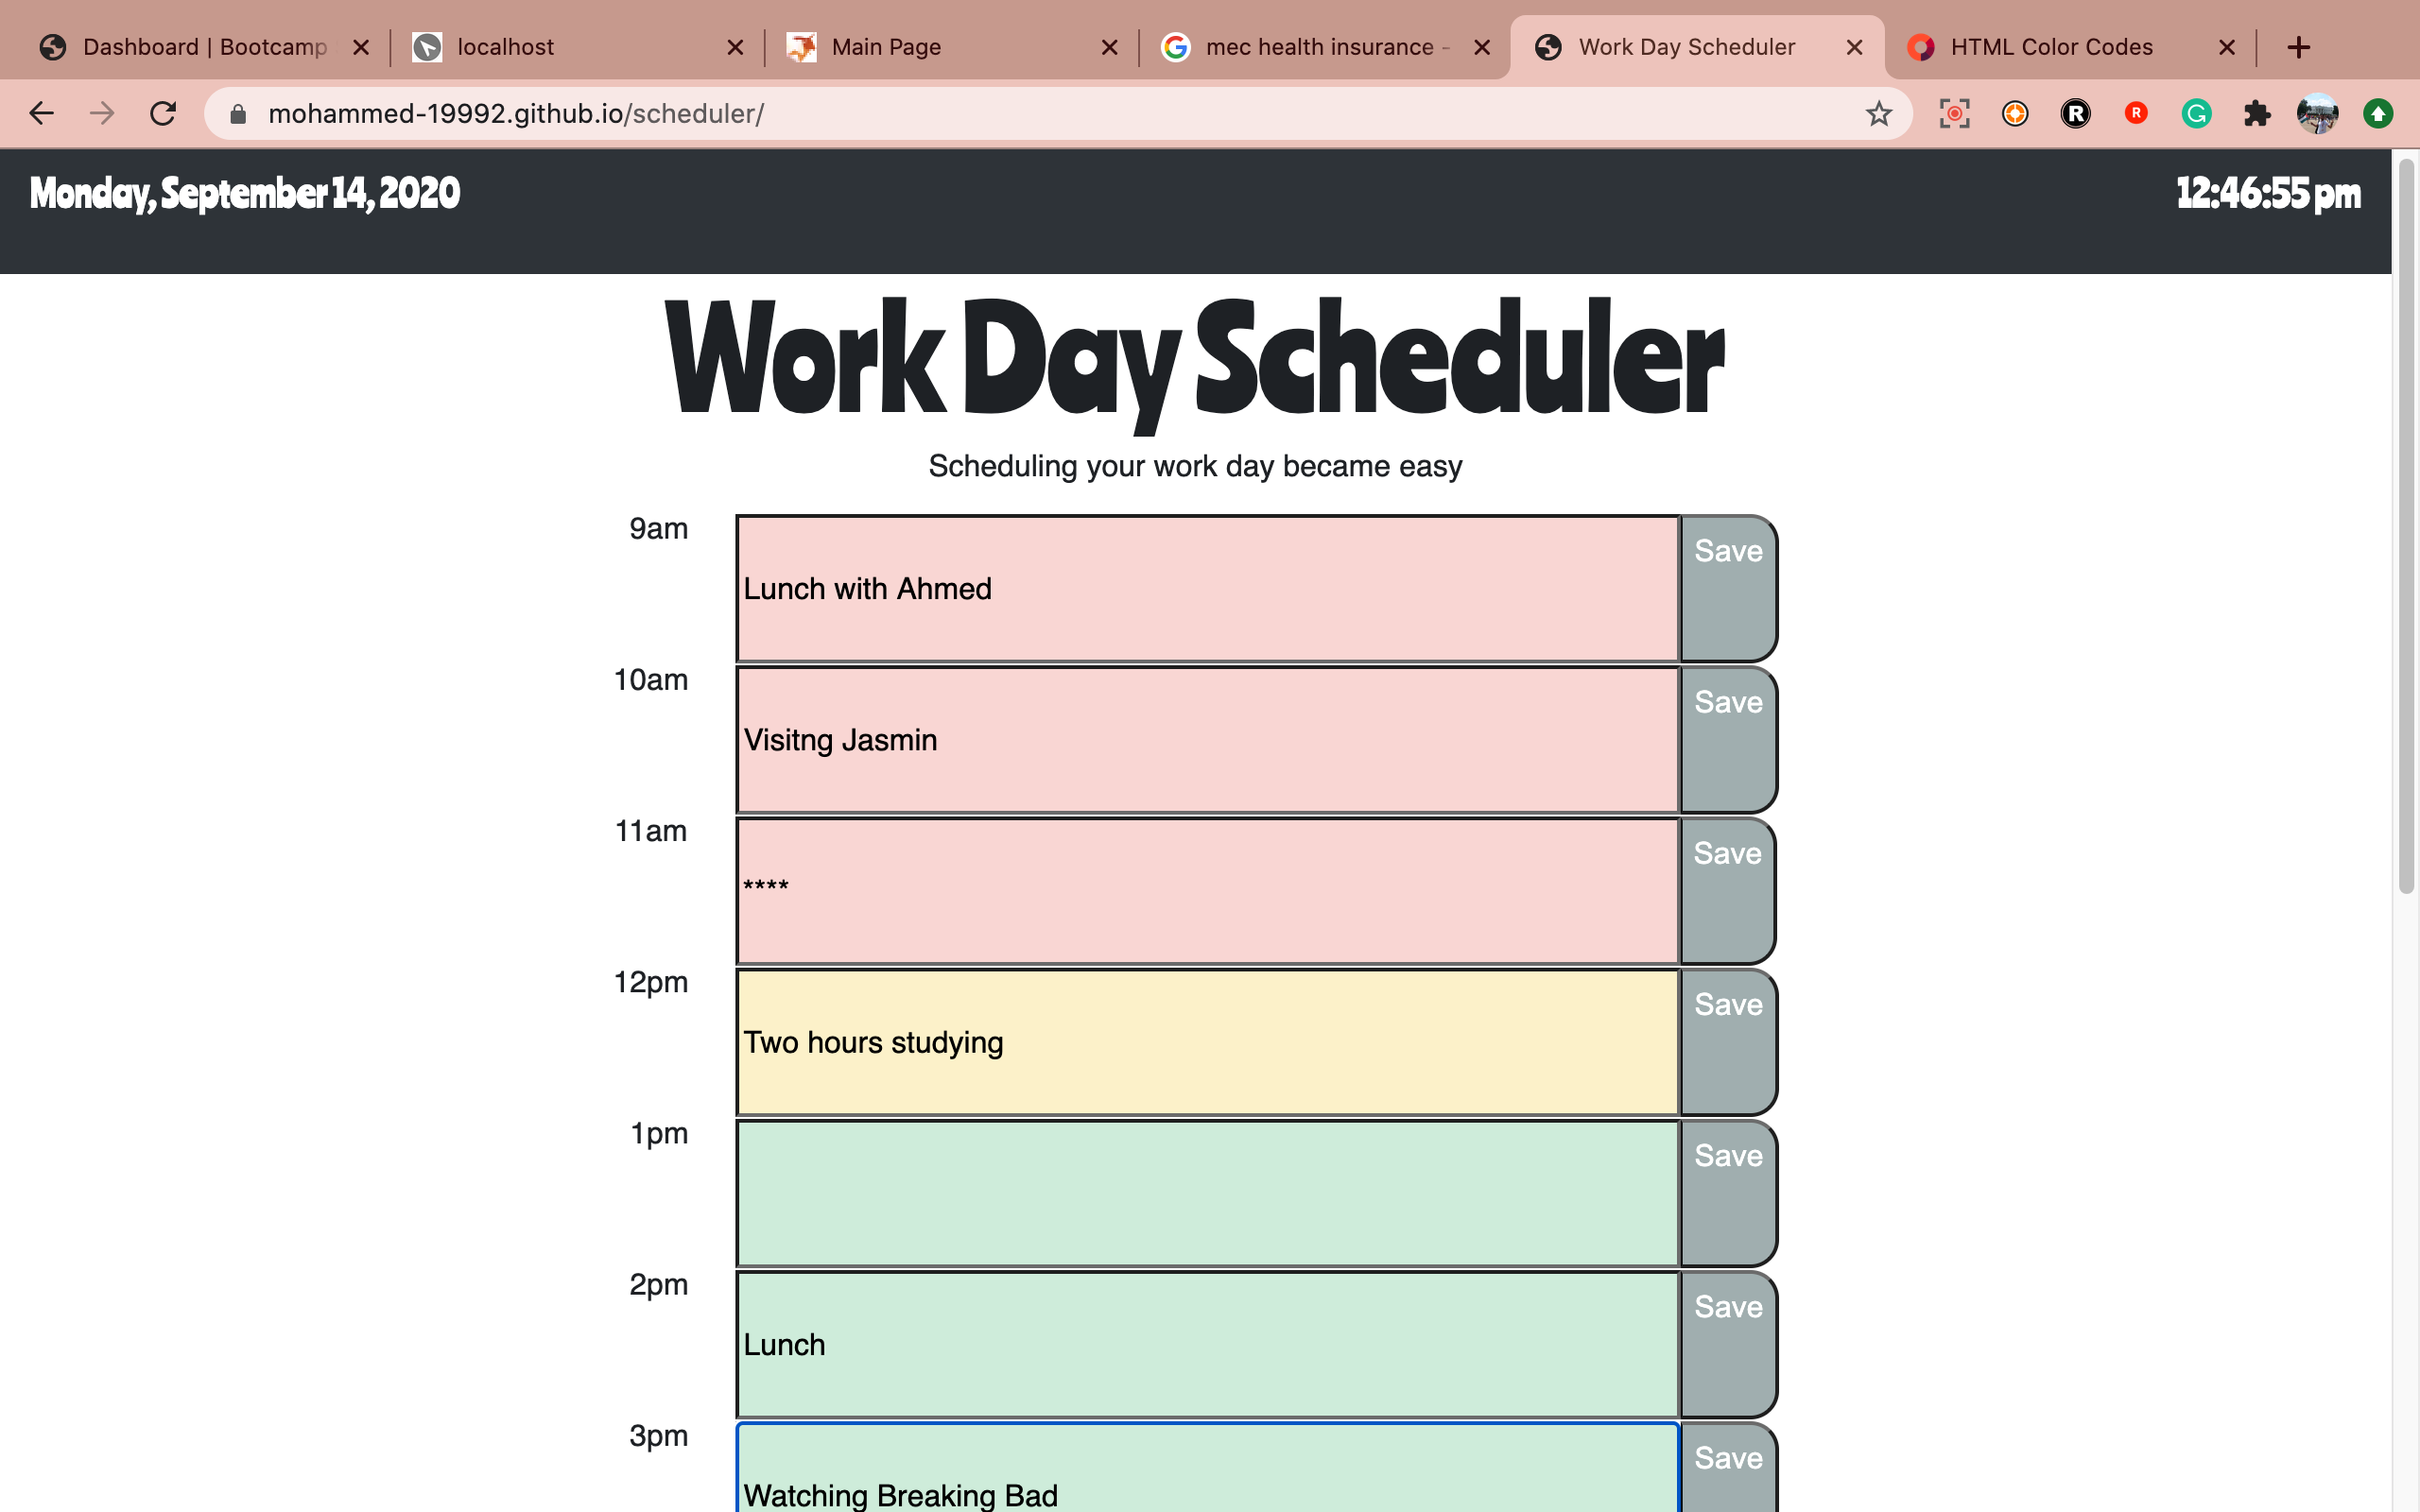 Dashboard | Bootcamp
localhost
Main Page
mec health insurance -
Work Day Scheduler
HTML Color Codes
mohammed-19992.github.io/scheduler/
Monday, September 14, 2020
12:46:55 pm
Work Day Scheduler
Scheduling your work day became easy
9am
Lunch with Ahmed
Save
10am
Visitng Jasmin
Save
11am
****
Save
12pm
Two hours studying
Save
1pm
Save
2pm
Lunch
Save
3pm
Watching Breaking Bad
Save